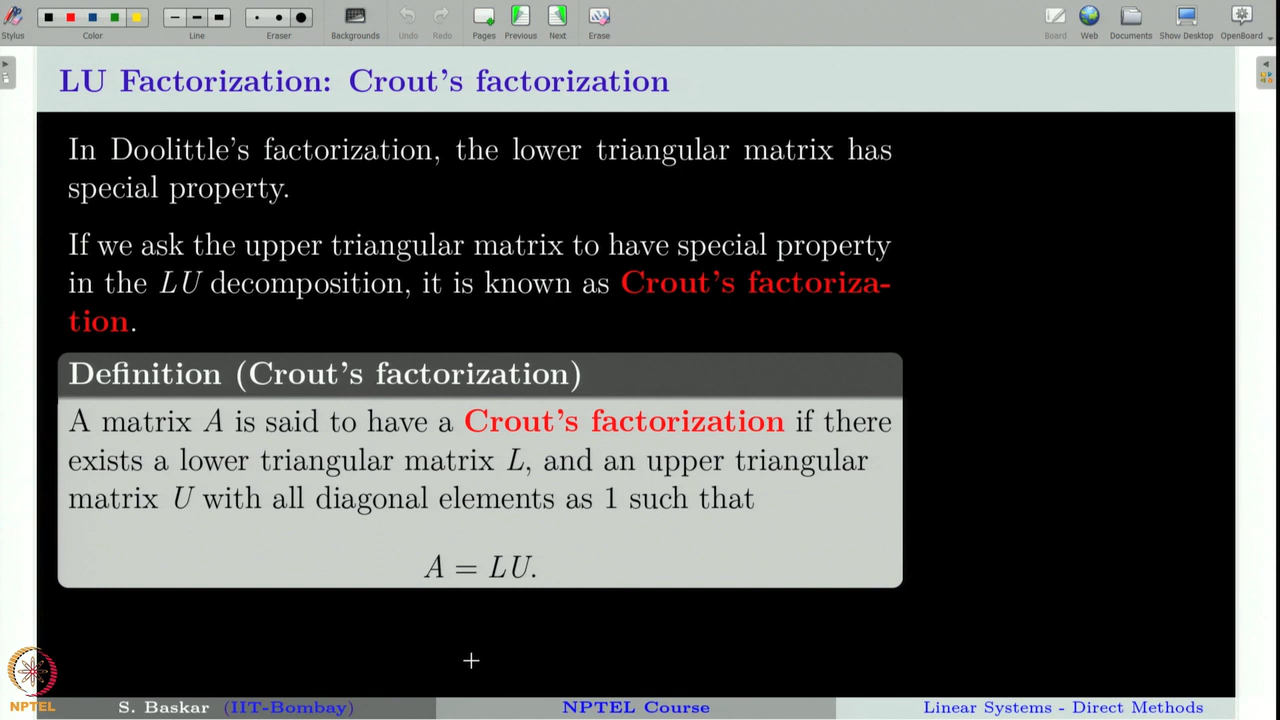 Stylus Color Line Eraser Backgrounds Undo Redo Pages Previous Next Erase Board Web Documents Show Desktop OpenBoard
LU Factorization: Crout's factorization
In Doolittle's factorization, the lower triangular matrix has
special property.
If we ask the upper triangular matrix to have special property
in the LU decomposition, it is known as Crout's factoriza-
tion.
Definition (Crout's factorization)
A matrix A is said to have a Crout's factorization if there
exists a lower triangular matrix L, and an upper triangular
matrix U with all diagonal elements as 1 such that
A = LU.
NPTEL
S. Baskar (IIT-Bombay) NPTEL Course Linear Systems - Direct Methods